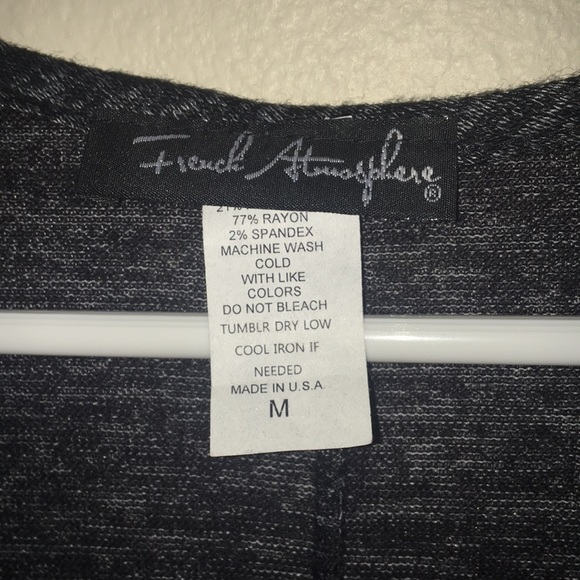 French Atmosphere ®
77% RAYON
2% SPANDEX
MACHINE WASH
COLD
WITH LIKE
COLORS
DO NOT BLEACH
TUMBLR DRY LOW
COOL IRON IF
NEEDED
MADE IN U.S.A
M